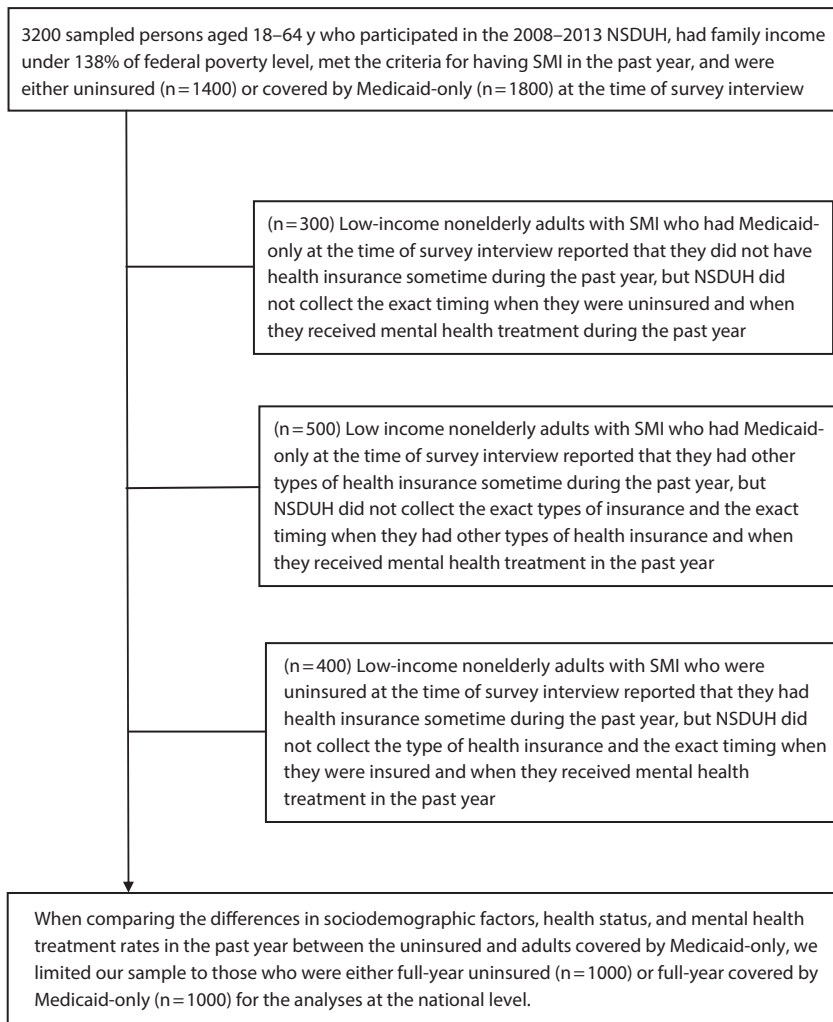 3200 sampled persons aged 18–64 y who participated in the 2008–2013 NSDUH, had family income
under 138% of federal poverty level, met the criteria for having SMI in the past year, and were
either uninsured (n=1400) or covered by Medicaid-only (n=1800) at the time of survey interview
(n=300) Low-income nonelderly adults with SMI who had Medicaid-
only at the time of survey interview reported that they did not have
health insurance sometime during the past year, but NSDUH did
not collect the exact timing when they were uninsured and when
they received mental health treatment during the past year
(n=500) Low income nonelderly adults with SMI who had Medicaid-
only at the time of survey interview reported that they had other
types of health insurance sometime during the past year, but
NSDUH did not collect the exact types of insurance and the exact
timing when they had other types of health insurance and when
they received mental health treatment in the past year
(n=400) Low-income nonelderly adults with SMI who were
uninsured at the time of survey interview reported that they had
health insurance sometime during the past year, but NSDUH did
not collect the type of health insurance and the exact timing when
they were insured and when they received mental health
treatment in the past year
When comparing the differences in sociodemographic factors, health status, and mental health
treatment rates in the past year between the uninsured and adults covered by Medicaid-only, we
limited our sample to those who were either full-year uninsured (n=1000) or full-year covered by
Medicaid-only (n=1000) for the analyses at the national level.